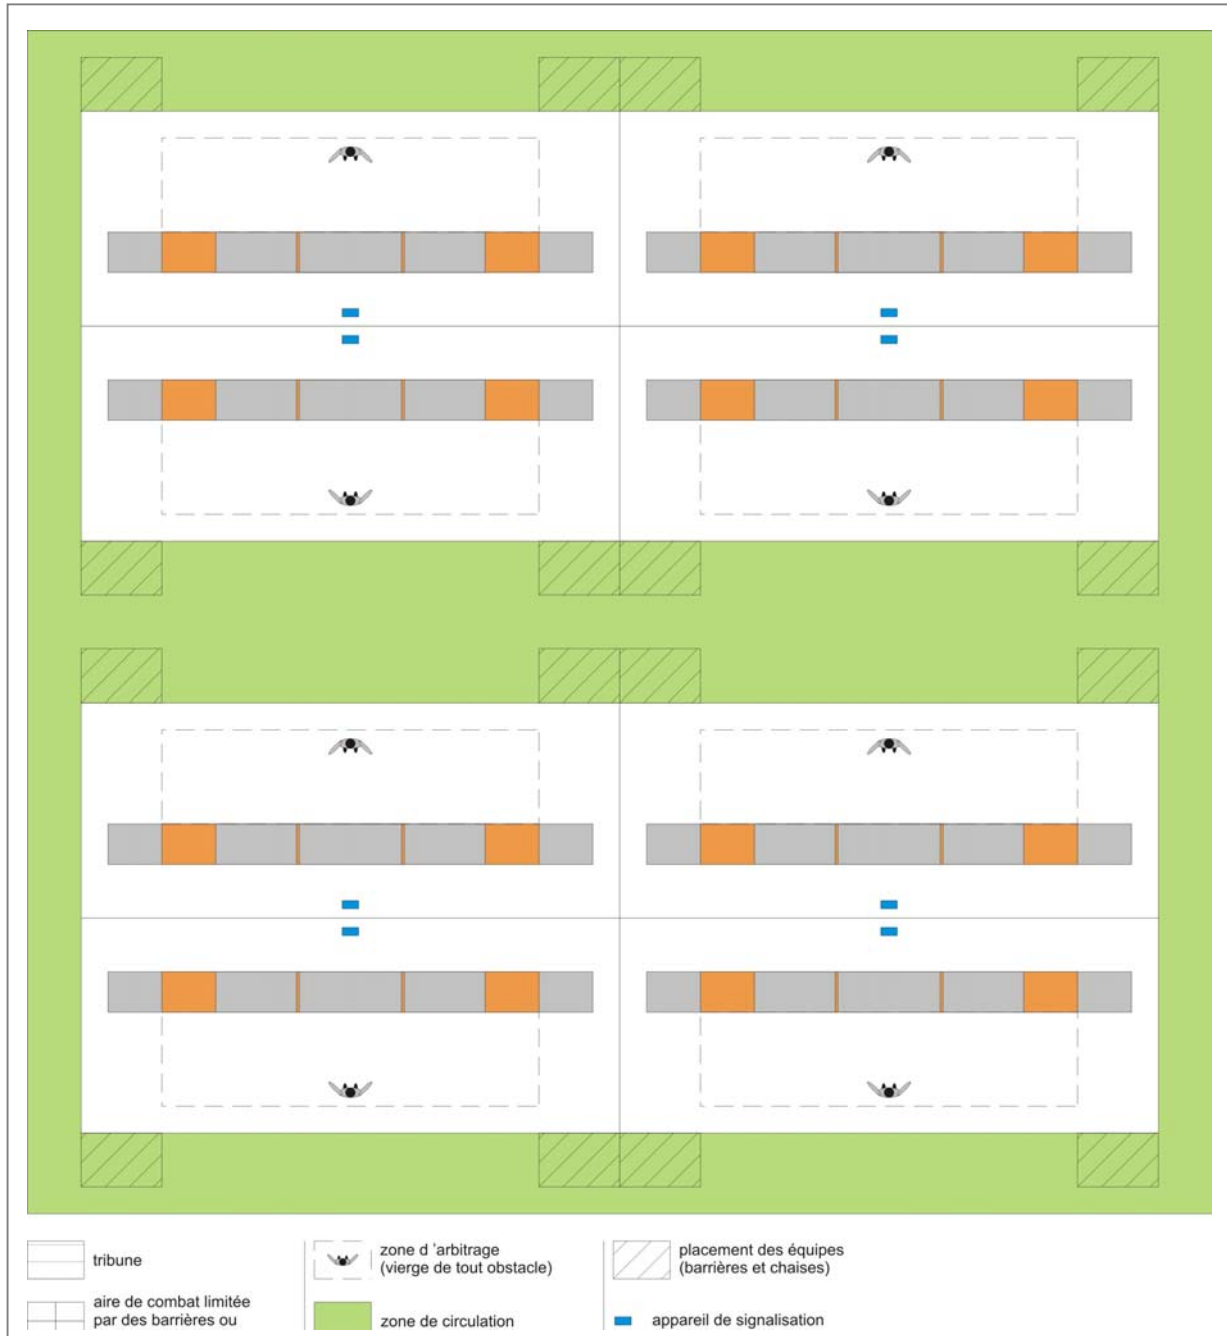 tribune
aire de combat limitée
par des barrières ou
zone d 'arbitrage
(vierge de tout obstacle)
zone de circulation
placement des équipes
(barrières et chaises)
appareil de signalisation